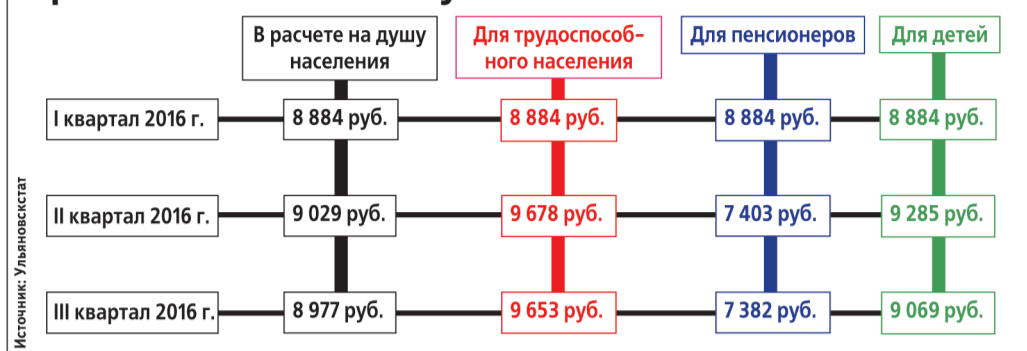 В расчете на душу
населения
Для трудоспособ-
ного населения
Для пенсионеров
Для детей
I квартал 2016 г.
8 884 руб.
8 884 руб.
8 884 руб.
8 884 руб.
II квартал 2016 г.
9 029 руб.
9 678 руб.
7 403 руб.
9 285 руб.
III квартал 2016 г.
8 977 руб.
9 653 руб.
7 382 руб.
9 069 руб.
Источник: Ульяновскстат